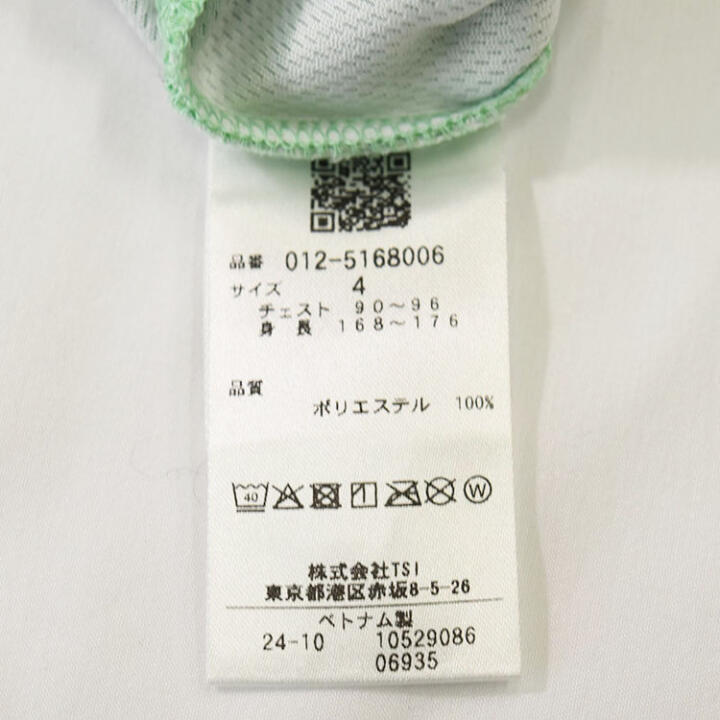 品番 012-5168006
サイズ 4
チェスト 90～96
身長 168～176
品質
ポリエステル 100%
40 W
株式会社TSI
東京都港区赤坂8-5-26
ベトナム製
24-10 10529086
06935